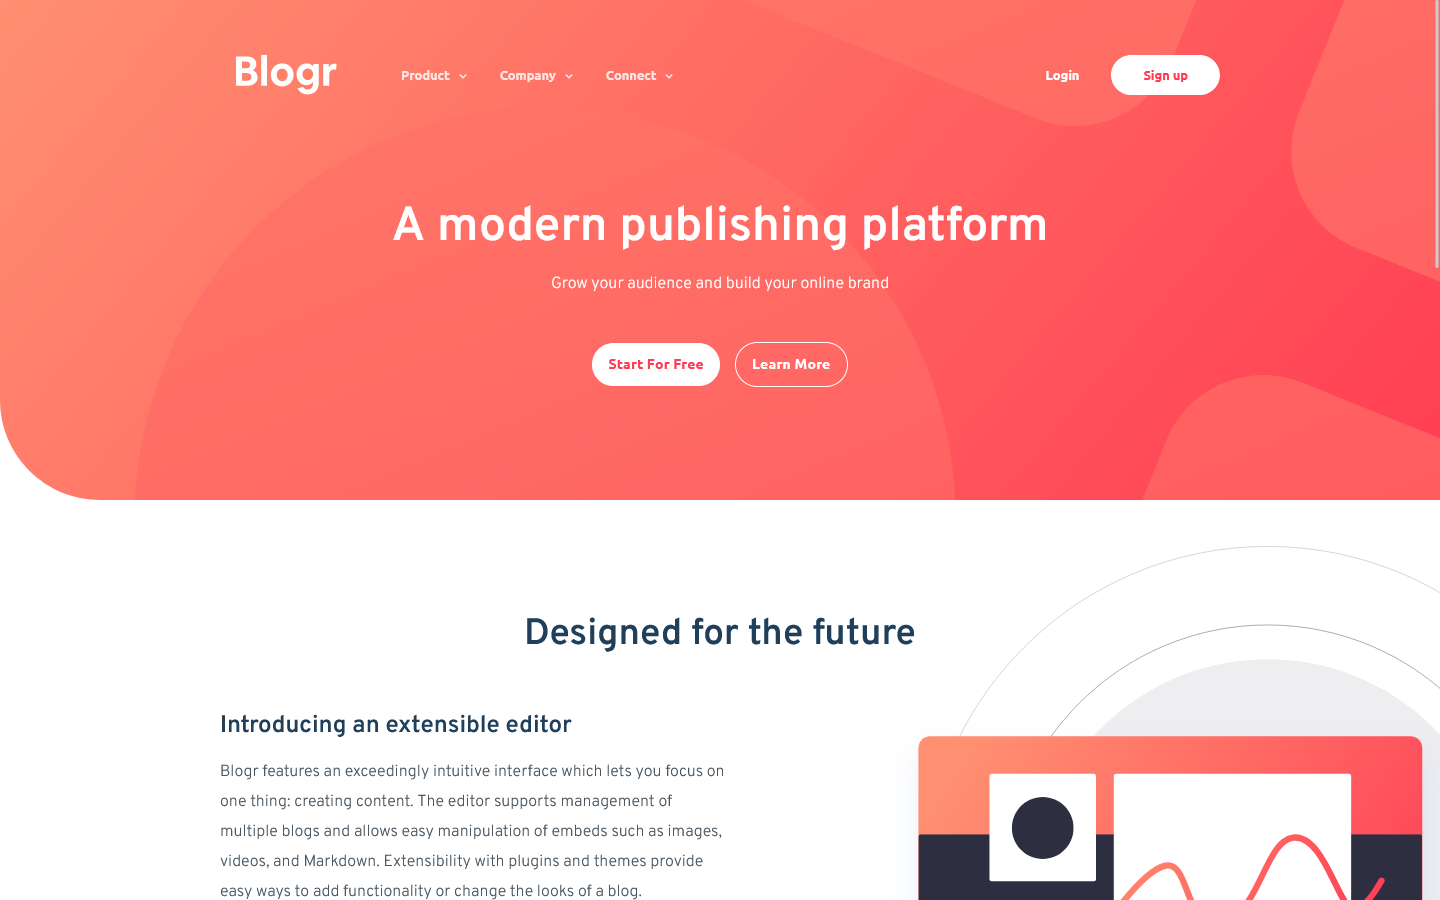 Blogr
Product
Company
Connect
Login
Sign up
A modern publishing platform
Grow your audience and build your online brand
Start For Free
Learn More
Designed for the future
Introducing an extensible editor
Blogr features an exceedingly intuitive interface which lets you focus on
one thing: creating content. The editor supports management of
multiple blogs and allows easy manipulation of embeds such as images,
videos, and Markdown. Extensibility with plugins and themes provide
easy ways to add functionality or change the looks of a blog.